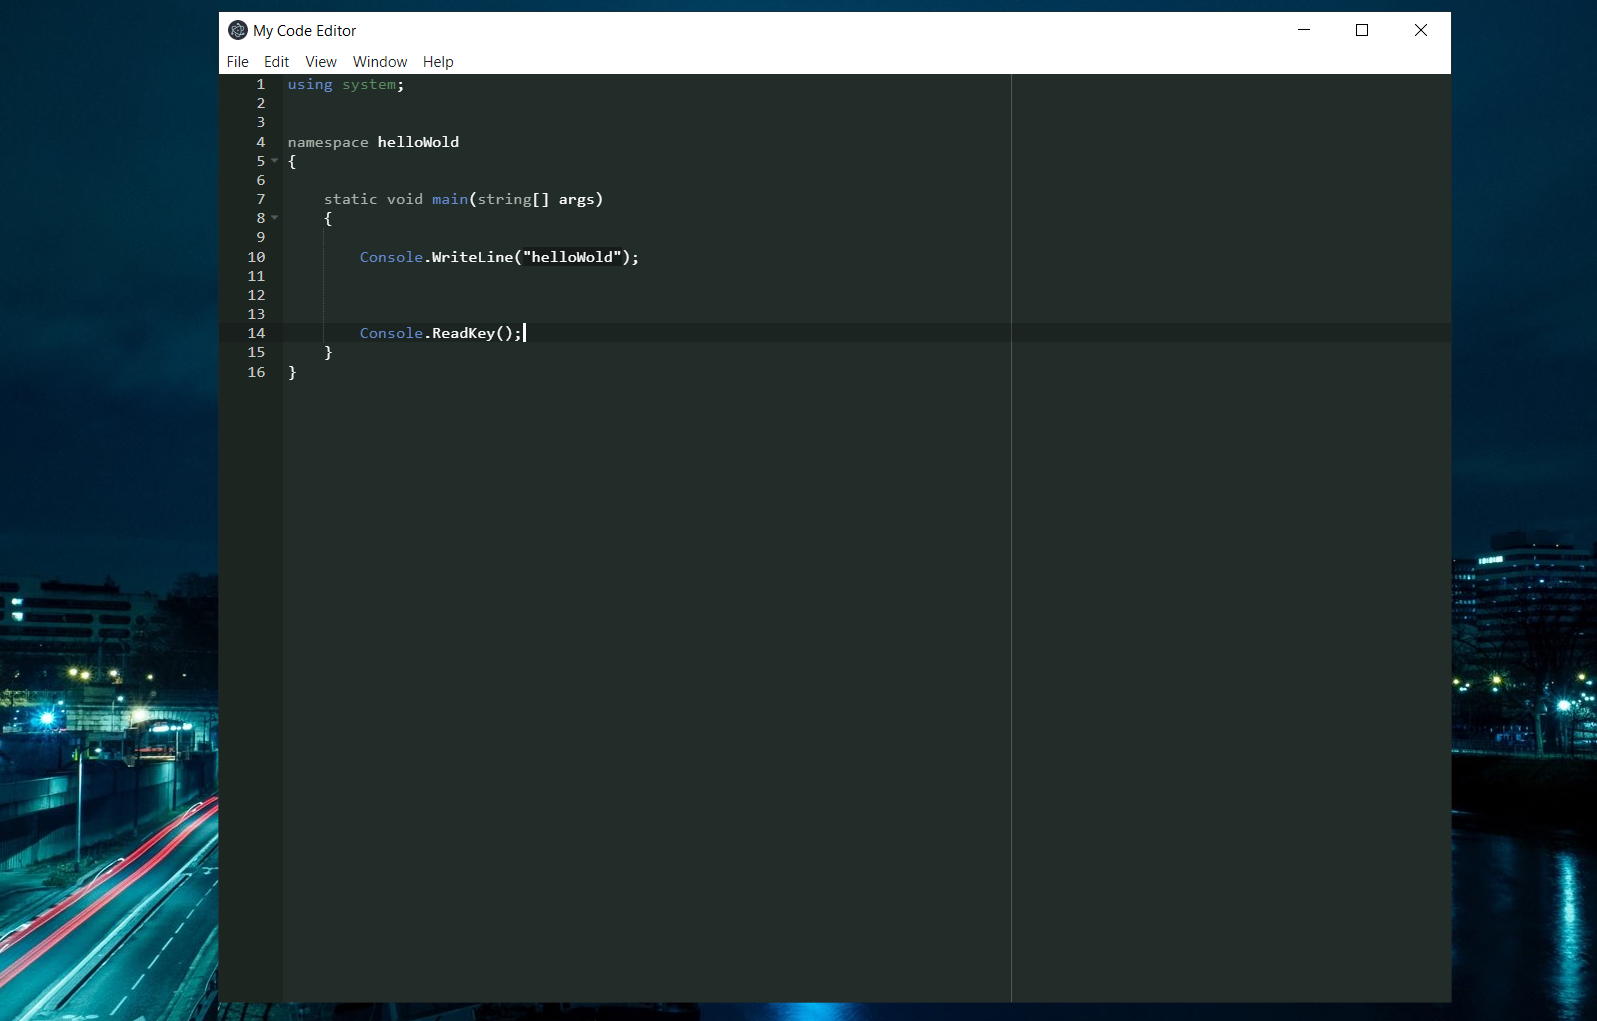 My Code Editor
File Edit View Window Help
1 using system;
2
3
4 namespace helloWold
5 {
6
7 static void main(string[] args)
8 {
9
10 Console.WriteLine("helloWold");
11
12
13
14 Console.ReadKey();
15 }
16 }